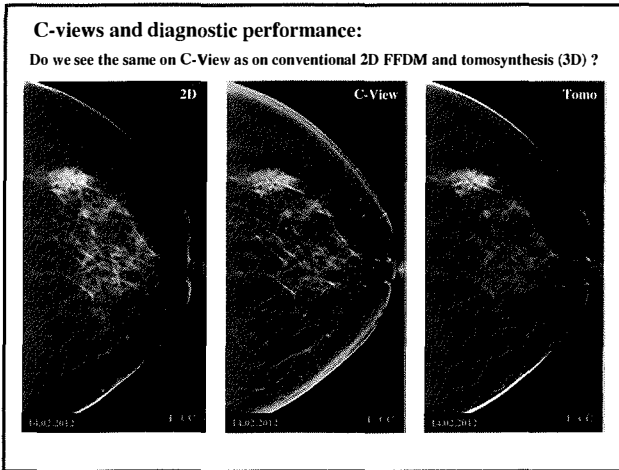 C-views and diagnostic performance:
Do we see the same on C-View as on conventional 2D FFDM and tomosynthesis (3D) ?
2D
C-View
Tomo
14.02.2012
14.02.2012
14.02.2012